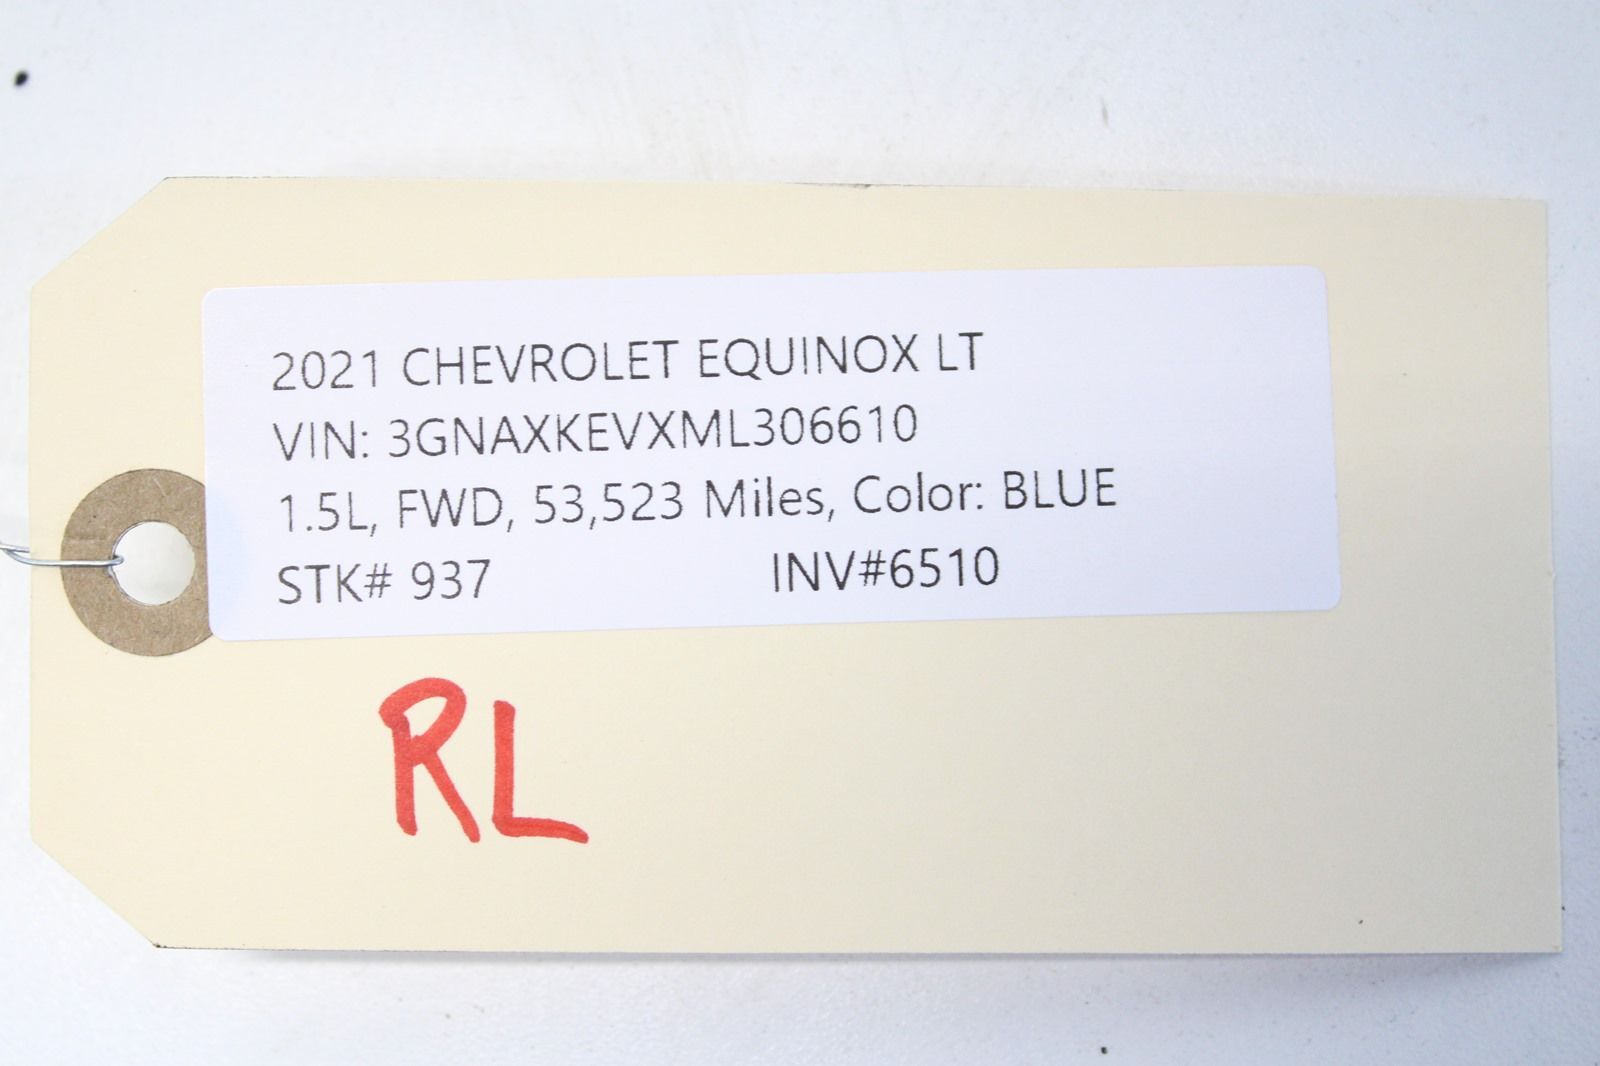 2021 CHEVROLET EQUINOX LT
VIN: 3GNAXKEVXML306610
1.5L, FWD, 53,523 Miles, Color: BLUE
STK# 937 INV#6510
RL